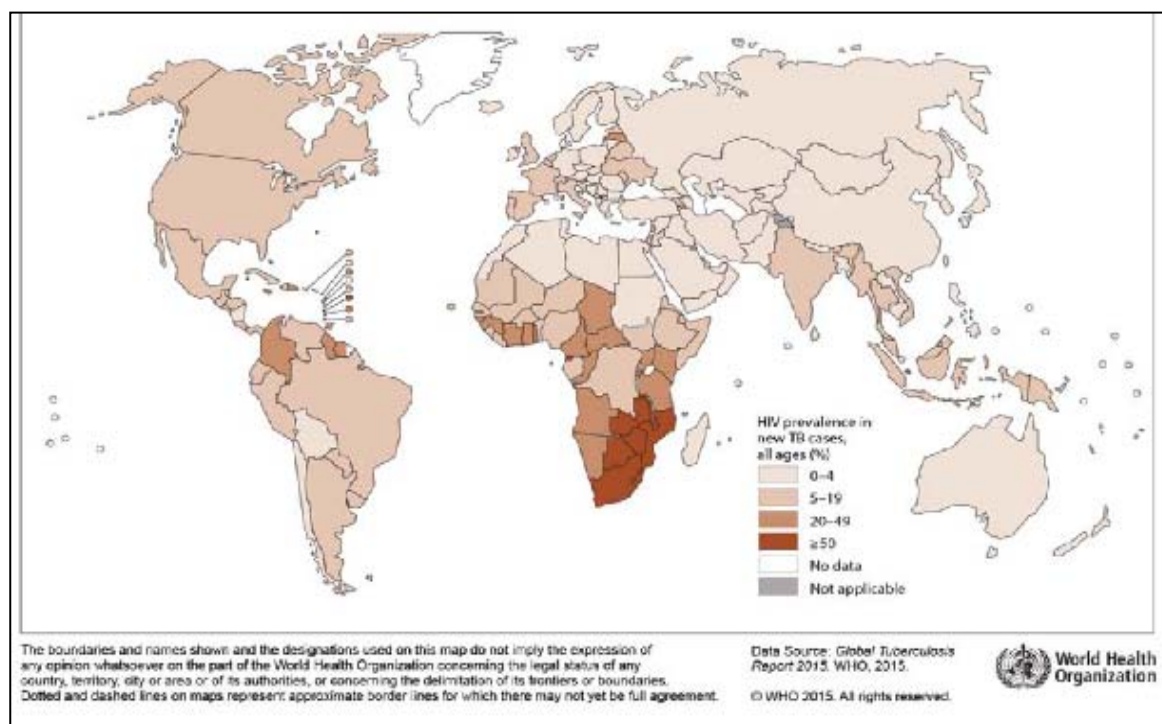 HIV prevalence in
new TB cases,
all ages (%)
0–4
5–19
20–49
≥50
No data
Not applicable
The boundaries and names shown and the designations used on this map do not imply the expression of
any opinion whatsoever on the part of the World Health Organization concerning the legal status of any
country, territory, city or area or of its authorities, or concerning the delimitation of its frontiers or boundaries.
Dotted and dashed lines on maps represent approximate border lines for which there may not yet be full agreement.
Data Source: Global Tuberculosis
Report 2015. WHO, 2015.
© WHO 2015. All rights reserved.
World Health
Organization